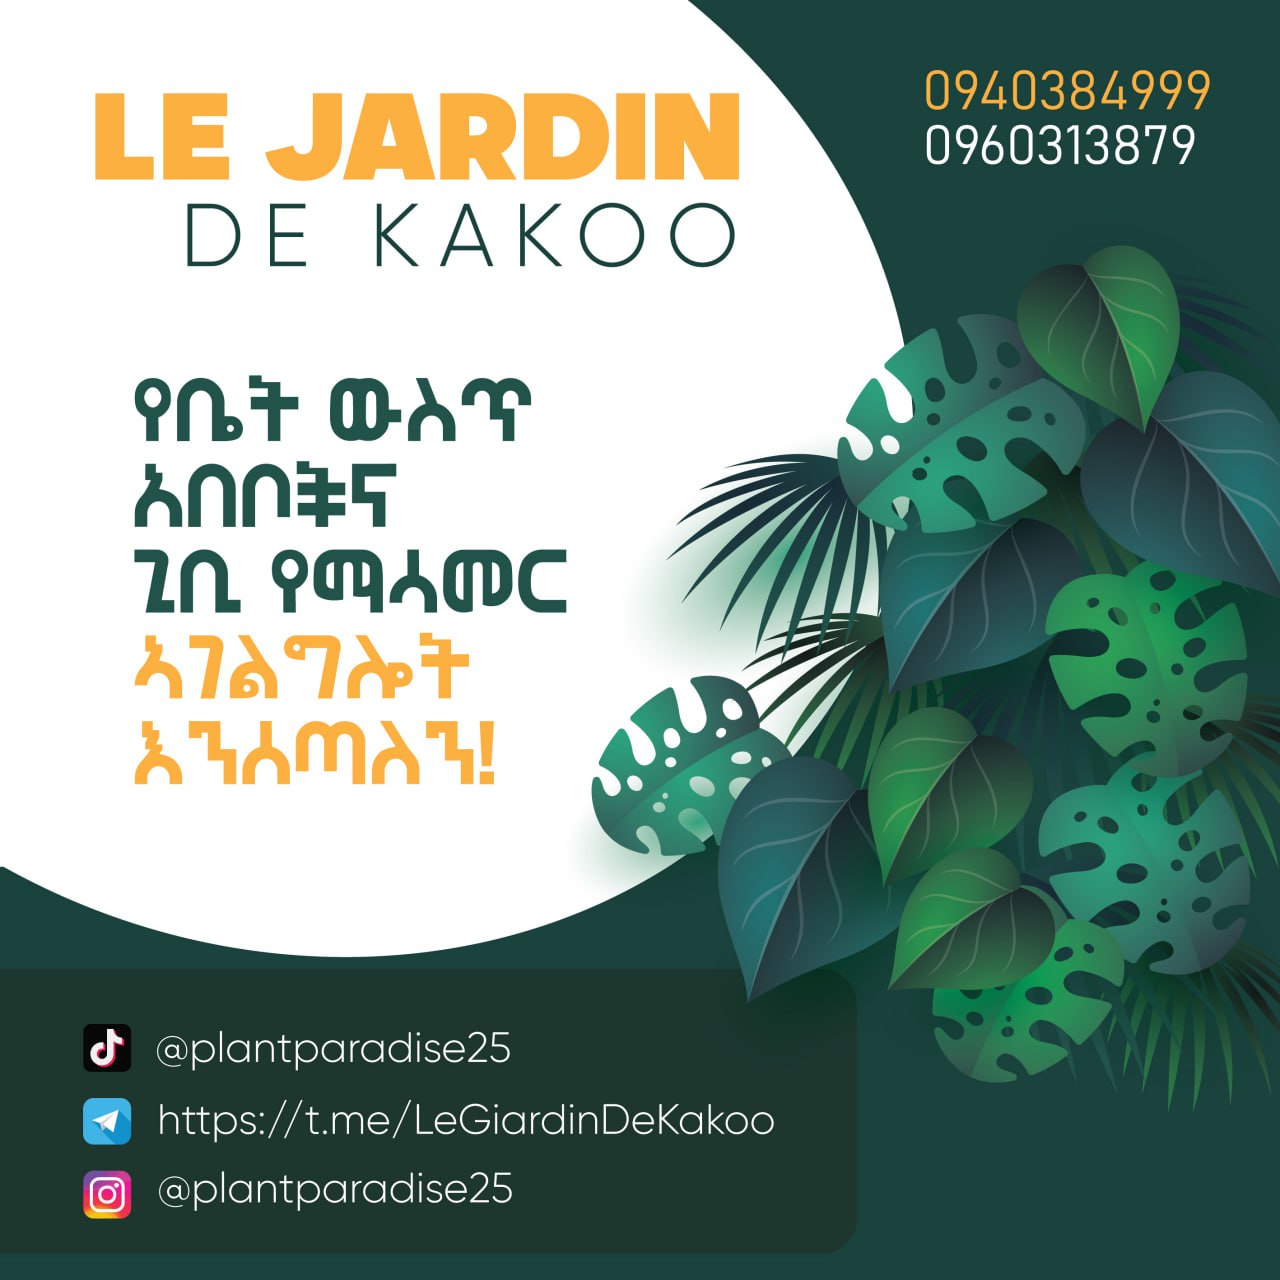 LE JARDIN
DE KAKOO
0940384999
0960313879
የቤት ውስጥ
አበቦችና
ጊቢ የማሳመር
ኣገልግሎት
እንሰጣለን!
@plantparadise25
https://t.me/LeGiardinDeKakoo
@plantparadise25